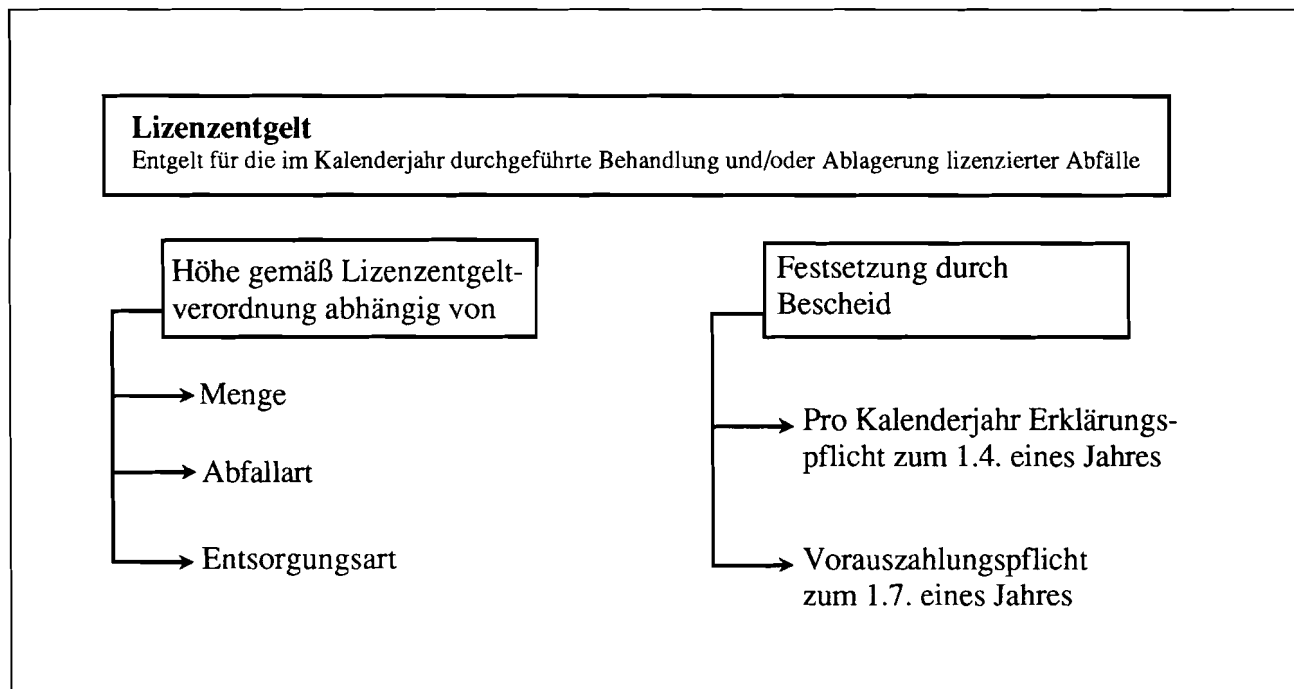 Lizenzentgelt
Entgelt für die im Kalenderjahr durchgeführte Behandlung und/oder Ablagerung lizenzierter Abfälle
Höhe gemäß Lizenzentgelt-
verordnung abhängig von
Menge
Abfallart
Entsorgungsart
Festsetzung durch
Bescheid
Pro Kalenderjahr Erklärungs-
pflicht zum 1.4. eines Jahres
Vorauszahlungspflicht
zum 1.7. eines Jahres